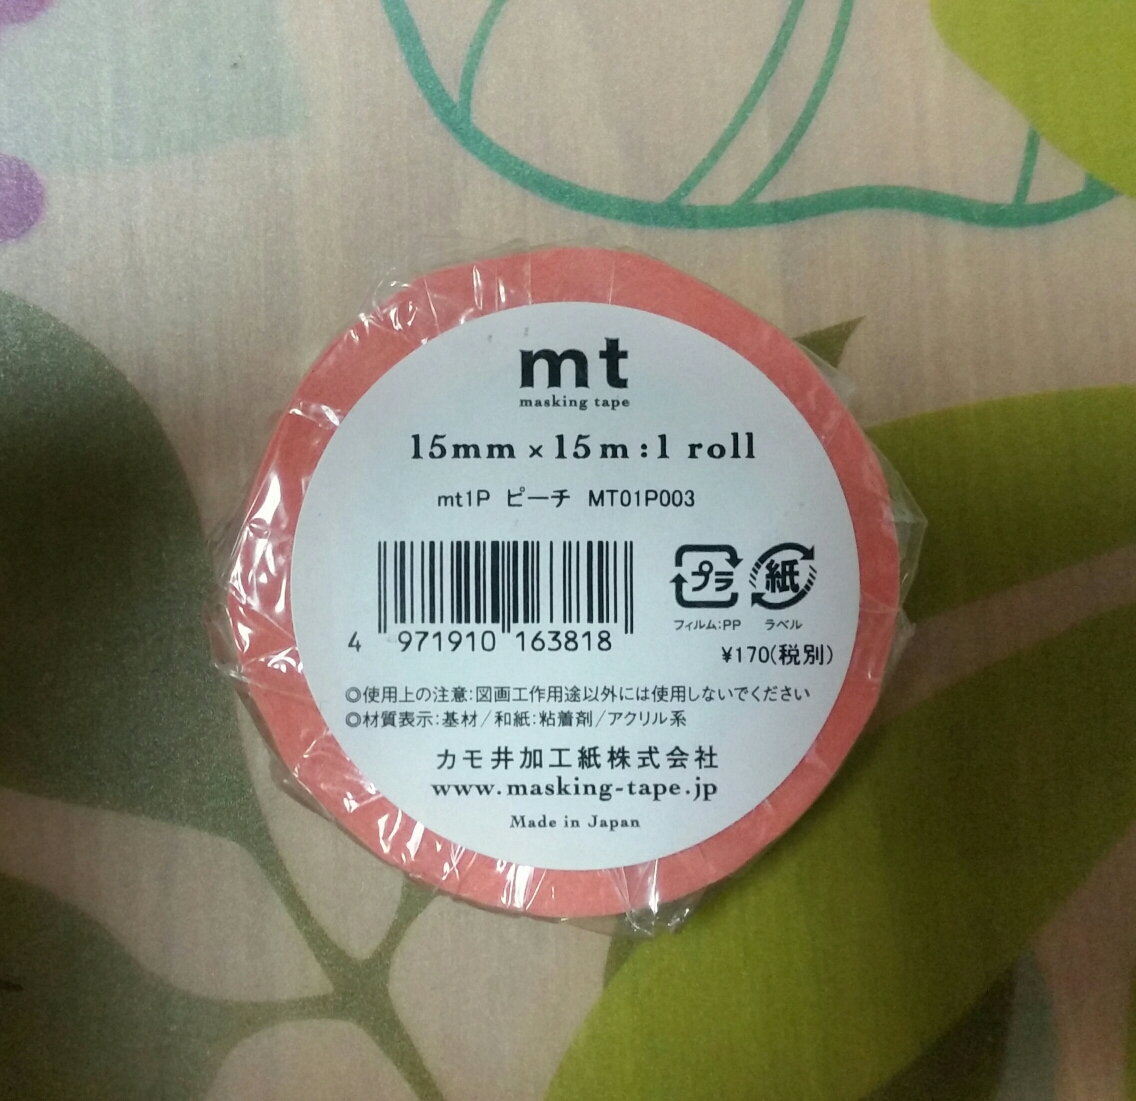 mt
masking tape
15mm × 15m : 1 roll
mt1P ピーチ MT01P003
プラ 紙
フィルム:PP ラベル
4 971910 163818
¥170(税別)
◎使用上の注意:図画工作用途以外には使用しないでください
◎材質表示:基材/和紙:粘着剤/アクリル系
カモ井加工紙株式会社
www.masking-tape.jp
Made in Japan